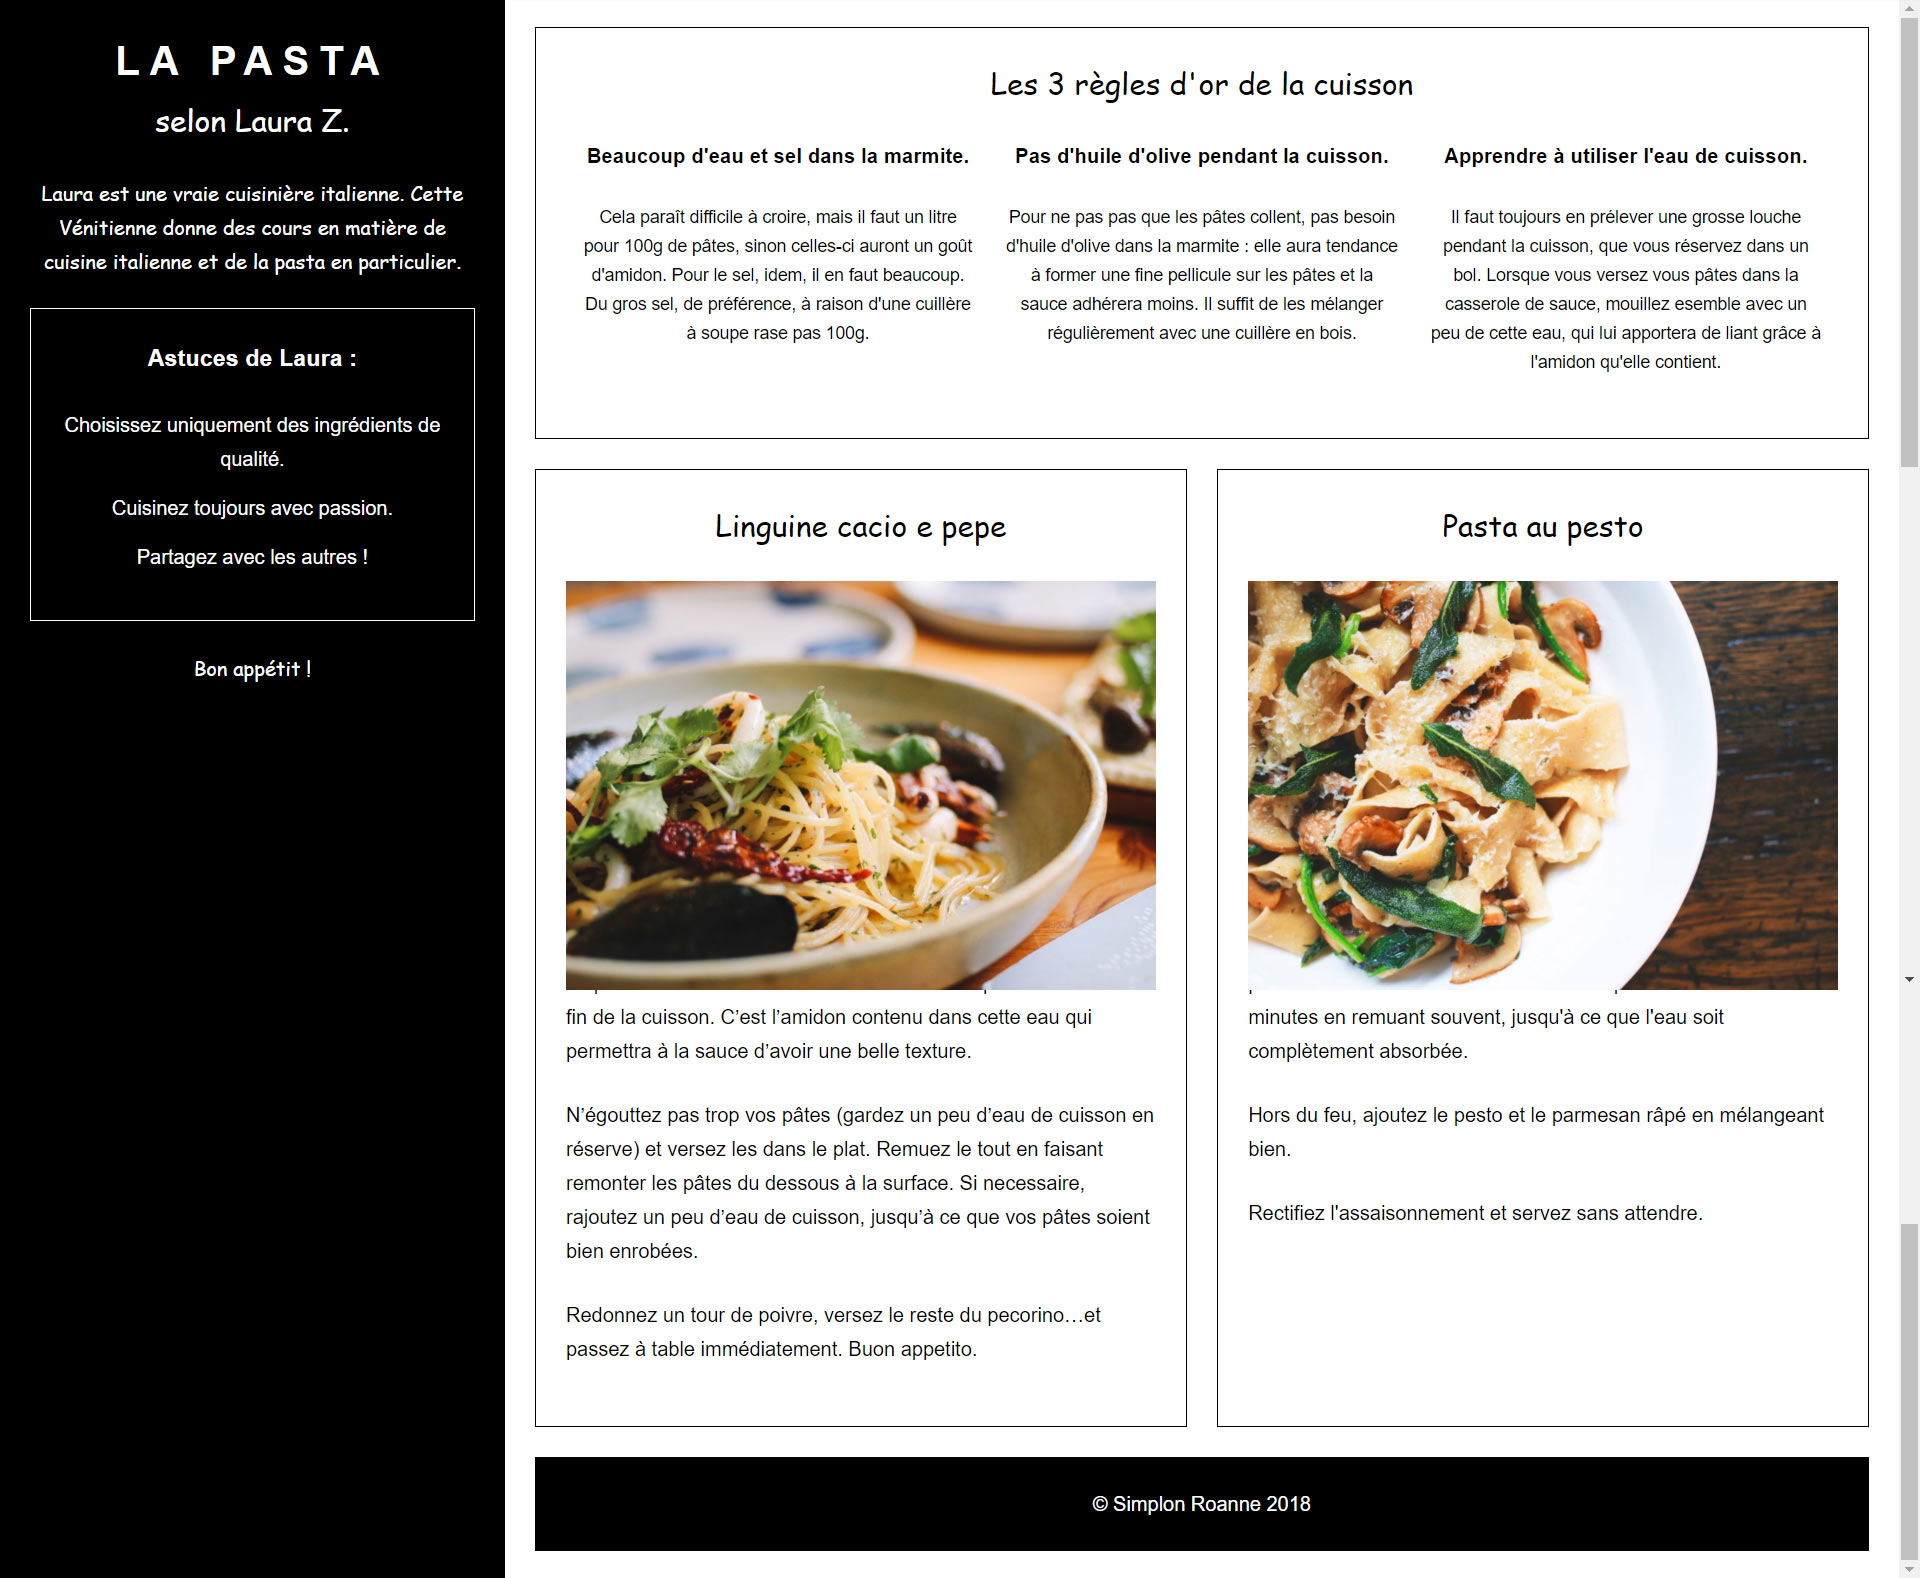 LA PASTA
selon Laura Z.
Laura est une vraie cuisinière italienne. Cette
Vénitienne donne des cours en matière de
cuisine italienne et de la pasta en particulier.
Astuces de Laura :
Choisissez uniquement des ingrédients de
qualité.
Cuisinez toujours avec passion.
Partagez avec les autres !
Bon appétit !
Les 3 règles d'or de la cuisson
Beaucoup d'eau et sel dans la marmite.
Cela paraît difficile à croire, mais il faut un litre
pour 100g de pâtes, sinon celles-ci auront un goût
d'amidon. Pour le sel, idem, il en faut beaucoup.
Du gros sel, de préférence, à raison d'une cuillère
à soupe rase pas 100g.
Pas d'huile d'olive pendant la cuisson.
Pour ne pas pas que les pâtes collent, pas besoin
d'huile d'olive dans la marmite : elle aura tendance
à former une fine pellicule sur les pâtes et la
sauce adhérera moins. Il suffit de les mélanger
régulièrement avec une cuillère en bois.
Apprendre à utiliser l'eau de cuisson.
Il faut toujours en prélever une grosse louche
pendant la cuisson, que vous réservez dans un
bol. Lorsque vous versez vous pâtes dans la
casserole de sauce, mouillez esemble avec un
peu de cette eau, qui lui apportera de liant grâce à
l'amidon qu'elle contient.
Linguine cacio e pepe
fin de la cuisson. C’est l’amidon contenu dans cette eau qui
permettra à la sauce d’avoir une belle texture.
N’égouttez pas trop vos pâtes (gardez un peu d’eau de cuisson en
réserve) et versez les dans le plat. Remuez le tout en faisant
remonter les pâtes du dessous à la surface. Si necessaire,
rajoutez un peu d’eau de cuisson, jusqu’à ce que vos pâtes soient
bien enrobées.
Redonnez un tour de poivre, versez le reste du pecorino…et
passez à table immédiatement. Buon appetito.
Pasta au pesto
minutes en remuant souvent, jusqu'à ce que l'eau soit
complètement absorbée.
Hors du feu, ajoutez le pesto et le parmesan râpé en mélangeant
bien.
Rectifiez l'assaisonnement et servez sans attendre.
© Simplon Roanne 2018